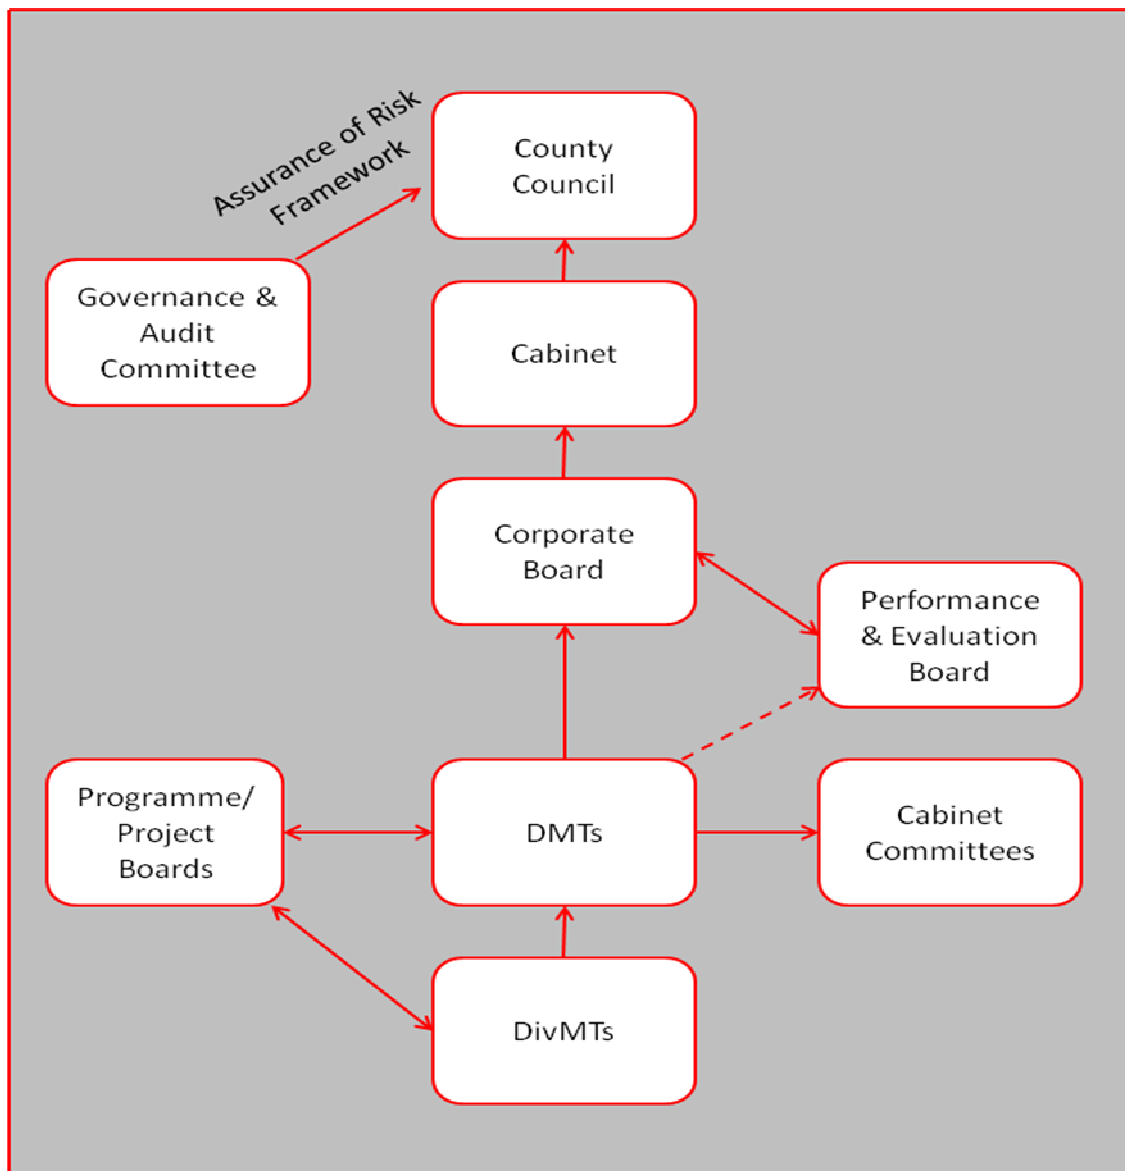 Assurance of Risk
Framework
County
Council
Governance &
Audit
Committee
Cabinet
Corporate
Board
Performance
& Evaluation
Board
Programme/
Project
Boards
DMTs
Cabinet
Committees
DivMTs